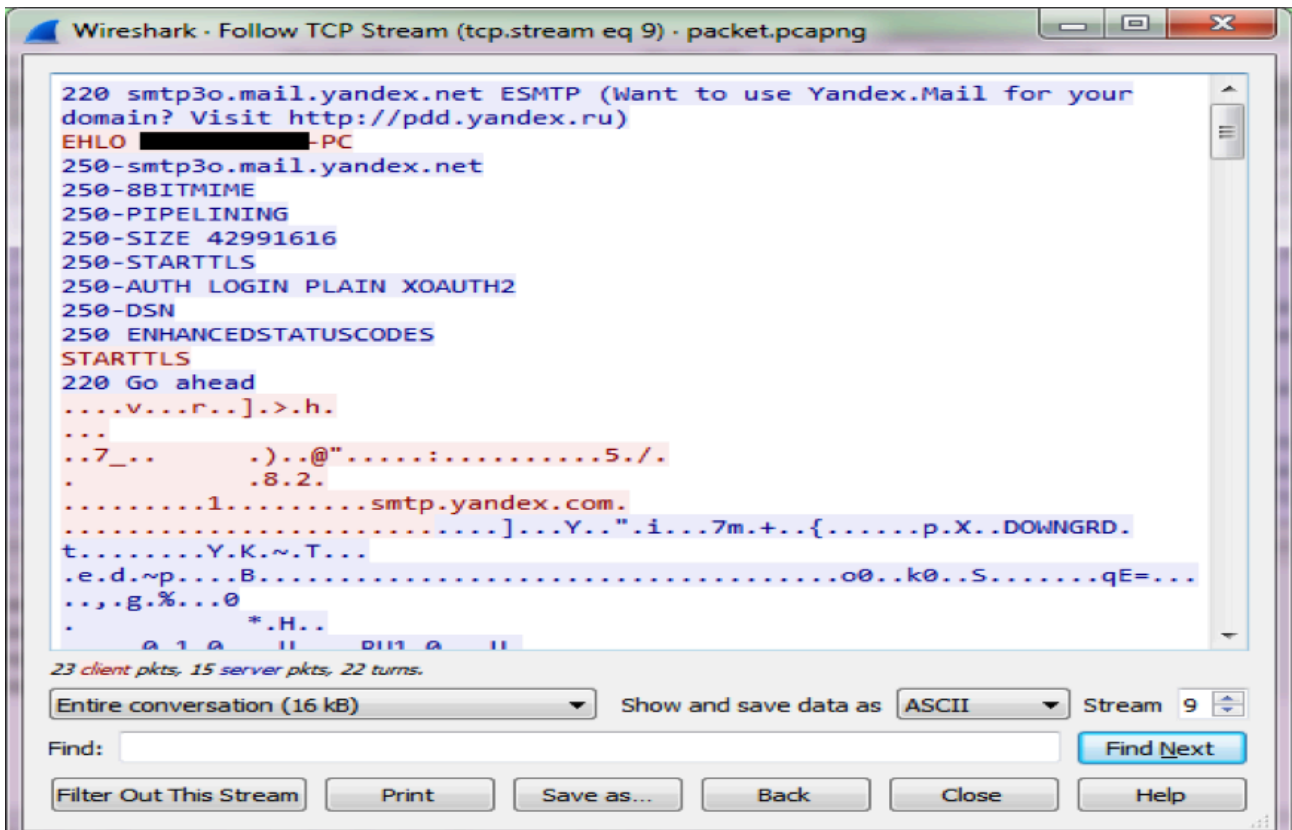 Wireshark · Follow TCP Stream (tcp.stream eq 9) · packet.pcapng
220 smtp3o.mail.yandex.net ESMTP (Want to use Yandex.Mail for your
domain? Visit http://pdd.yandex.ru)
EHLO -PC
250-smtp3o.mail.yandex.net
250-8BITMIME
250-PIPELINING
250-SIZE 42991616
250-STARTTLS
250-AUTH LOGIN PLAIN XOAUTH2
250-DSN
250 ENHANCEDSTATUSCODES
STARTTLS
220 Go ahead
....v...r..].>.h.
...
..7_.. .)..@".....:..........5./.
. .8.2.
.........1.........smtp.yandex.com.
............................]...Y..".i...7m.+..{......p.X..DOWNGRD.
t........Y.K.~.T...
.e.d.~p....B....................................o0..k0..S.......qE=...
..,.g.%...0
. *.H..
23 client pkts, 15 server pkts, 22 turns.
Entire conversation (16 kB) Show and save data as ASCII Stream 9
Find: Find Next
Filter Out This Stream Print Save as... Back Close Help